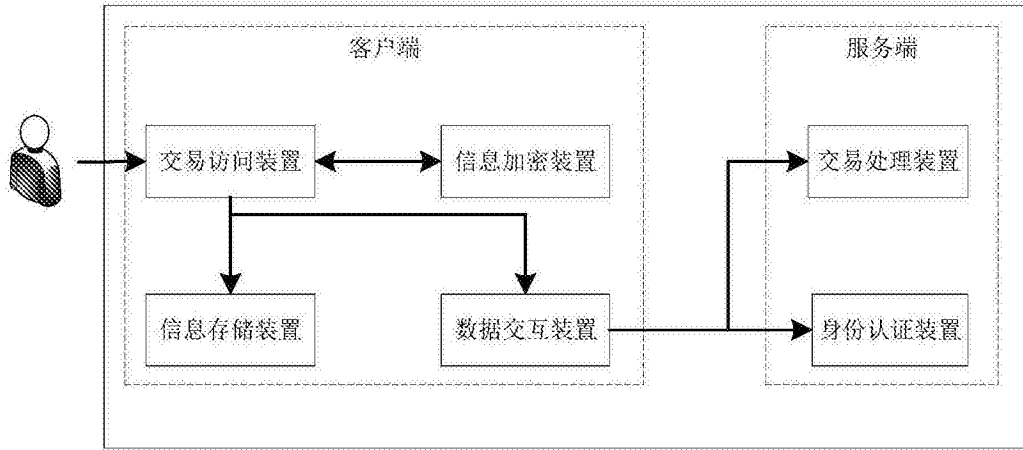 客户端
服务端
交易访问装置
信息加密装置
交易处理装置
信息存储装置
数据交互装置
身份认证装置